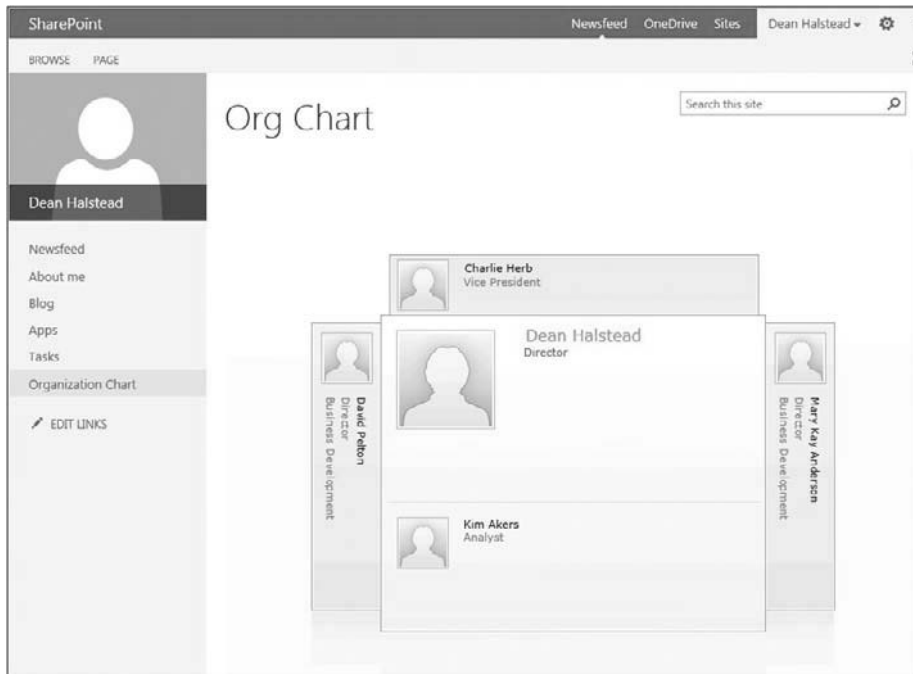 SharePoint
Newsfeed OneDrive Sites Dean Halstead
BROWSE PAGE
Dean Halstead
Newsfeed
About me
Blog
Apps
Tasks
Organization Chart
EDIT LINKS
Org Chart
Search this site
Charlie Herb
Vice President
David Pelton
Director
Business Development
Dean Halstead
Director
Kim Akers
Analyst
Mary Kay Anderson
Director
Business Development